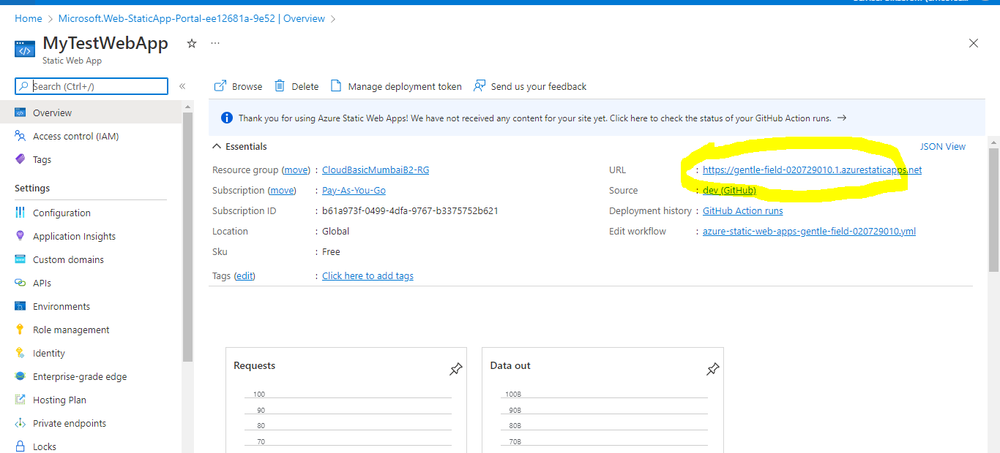 Home > Microsoft.Web-StaticApp-Portal-ee12681a-9e52 | Overview >
MyTestWebApp
Static Web App
Search (Ctrl+/)
Browse Delete Manage deployment token Send us your feedback
Overview
Access control (IAM)
Tags
Settings
Configuration
Application Insights
Custom domains
APIs
Environments
Role management
Identity
Enterprise-grade edge
Hosting Plan
Private endpoints
Locks
Thank you for using Azure Static Web Apps! We have not received any content for your site yet. Click here to check the status of your GitHub Action runs. →
Essentials
JSON View
Resource group (move) : CloudBasicMumbaiB2-RG
Subscription (move) : Pay-As-You-Go
Subscription ID : b61a973f-0499-4dfa-9767-b3375752b621
Location : Global
Sku : Free
Tags (edit) : Click here to add tags
URL : https://gentle-field-020729010.1.azurestaticapps.net
Source : dev (GitHub)
Deployment history : GitHub Action runs
Edit workflow : azure-static-web-apps-gentle-field-020729010.yml
Requests
100
90
80
70
Data out
100B
90B
80B
70B